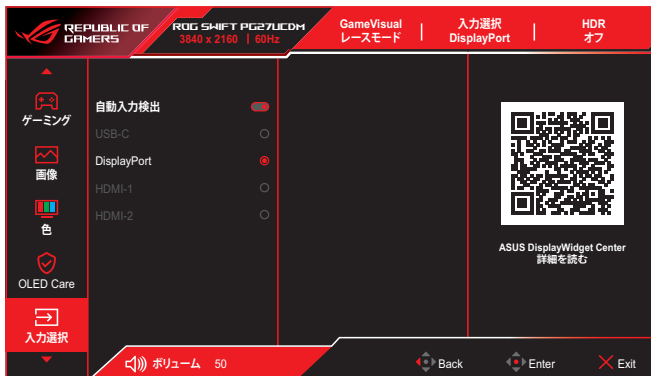 REPUBLIC OF
GAMERS
ROG SWIFT PG27UCDM
3840 x 2160 | 60Hz
GameVisual
レースモード
入力選択
DisplayPort
HDR
オフ
ゲーミング
画像
色
OLED Care
入力選択
自動入力検出
USB-C
DisplayPort
HDMI-1
HDMI-2
ASUS DisplayWidget Center
詳細を読む
ボリューム 50
Back
Enter
Exit